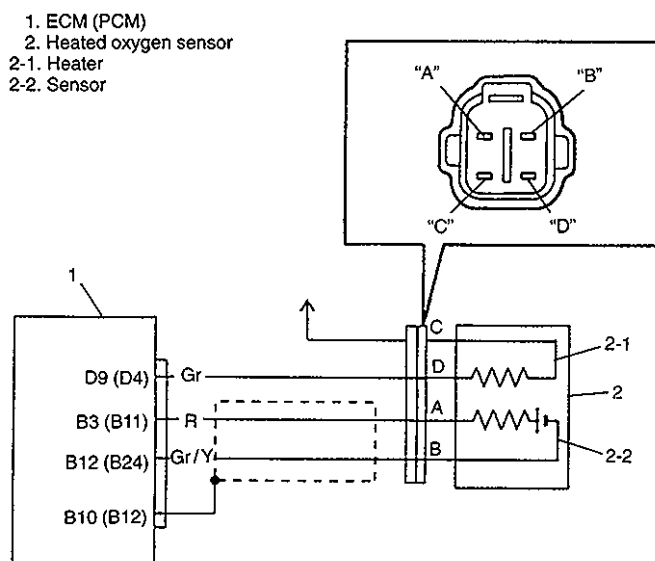 1. ECM (PCM)
2. Heated oxygen sensor
2-1. Heater
2-2. Sensor
"A"
"B"
"C"
"D"
1
C
2-1
D9 (D4)
Gr
D
2
B3 (B11)
R
A
B12 (B24)
Gr/Y
B
2-2
B10 (B12)